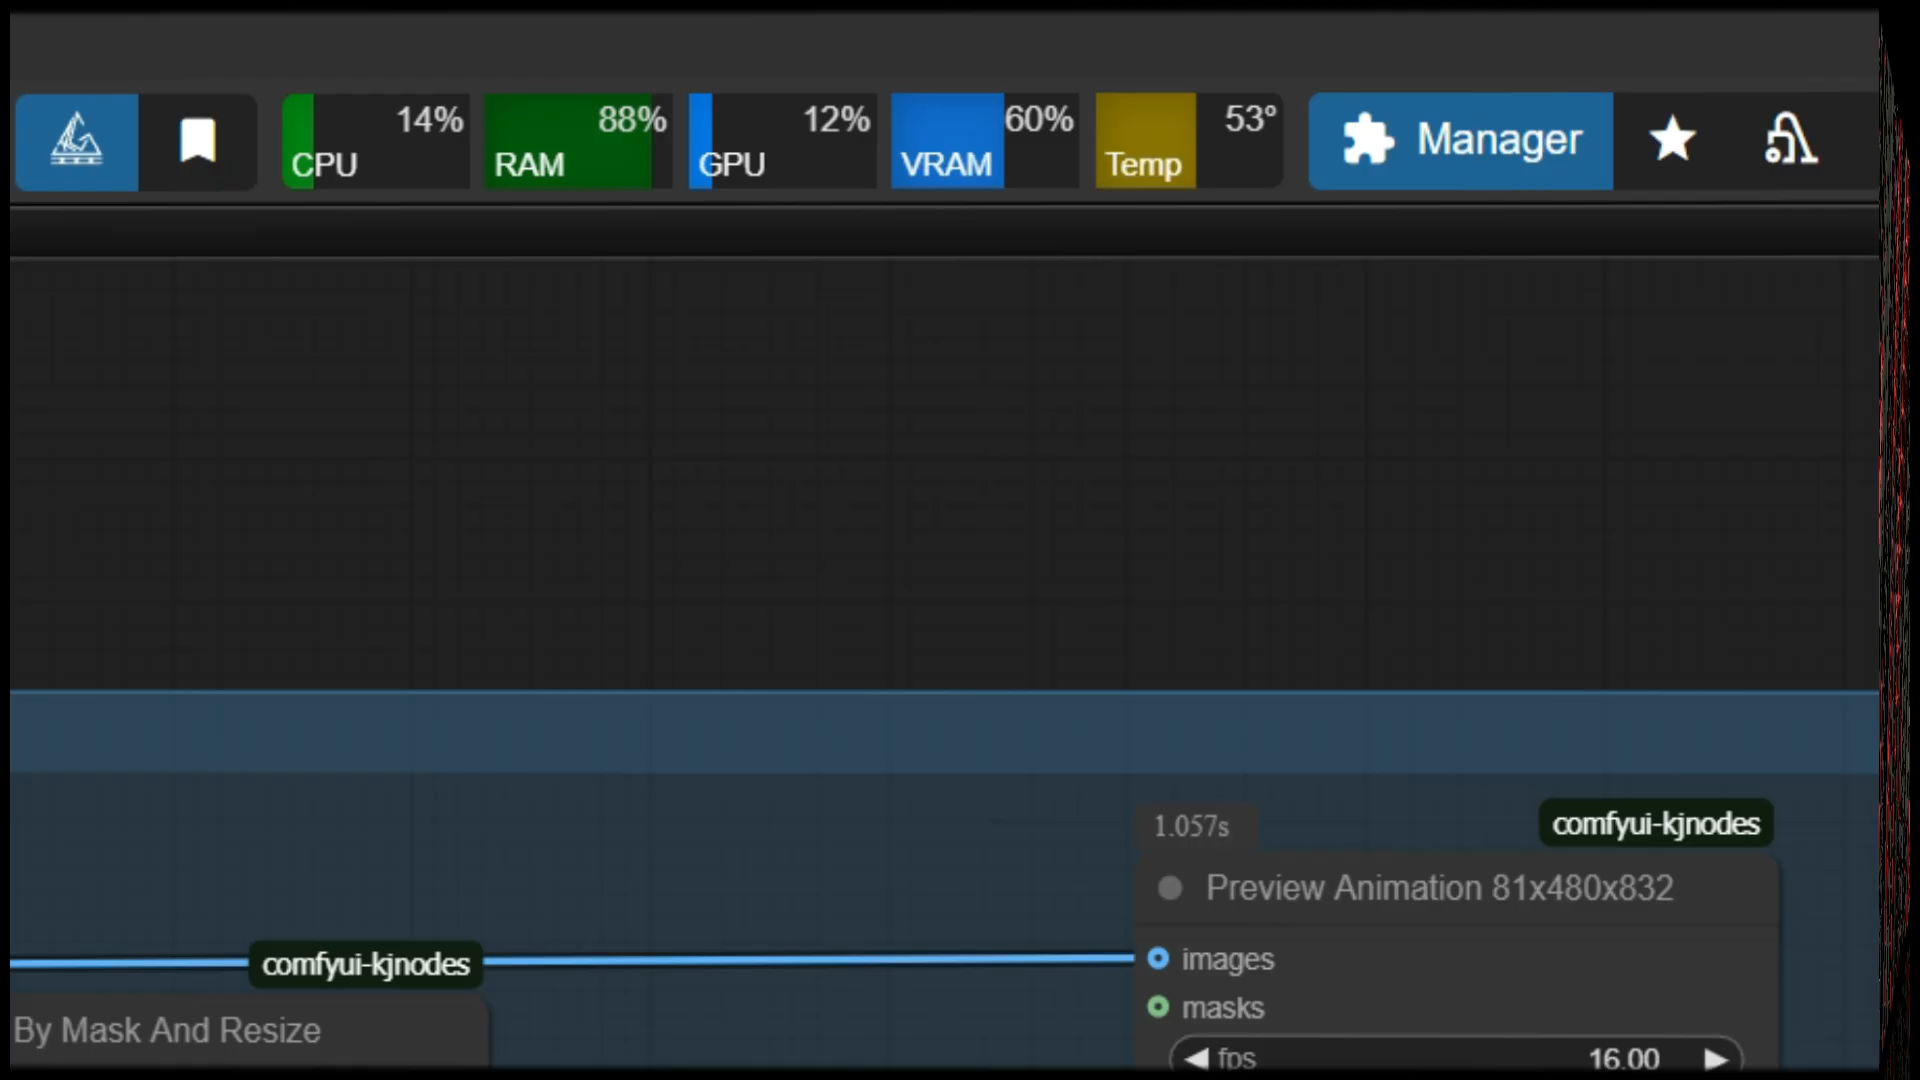 14% 88% 12% 60% 53°
CPU RAM GPU VRAM Temp Manager
1.057s comfyui-kjnodes
Preview Animation 81x480x832
comfyui-kjnodes images
masks
By Mask And Resize
fps 16.00